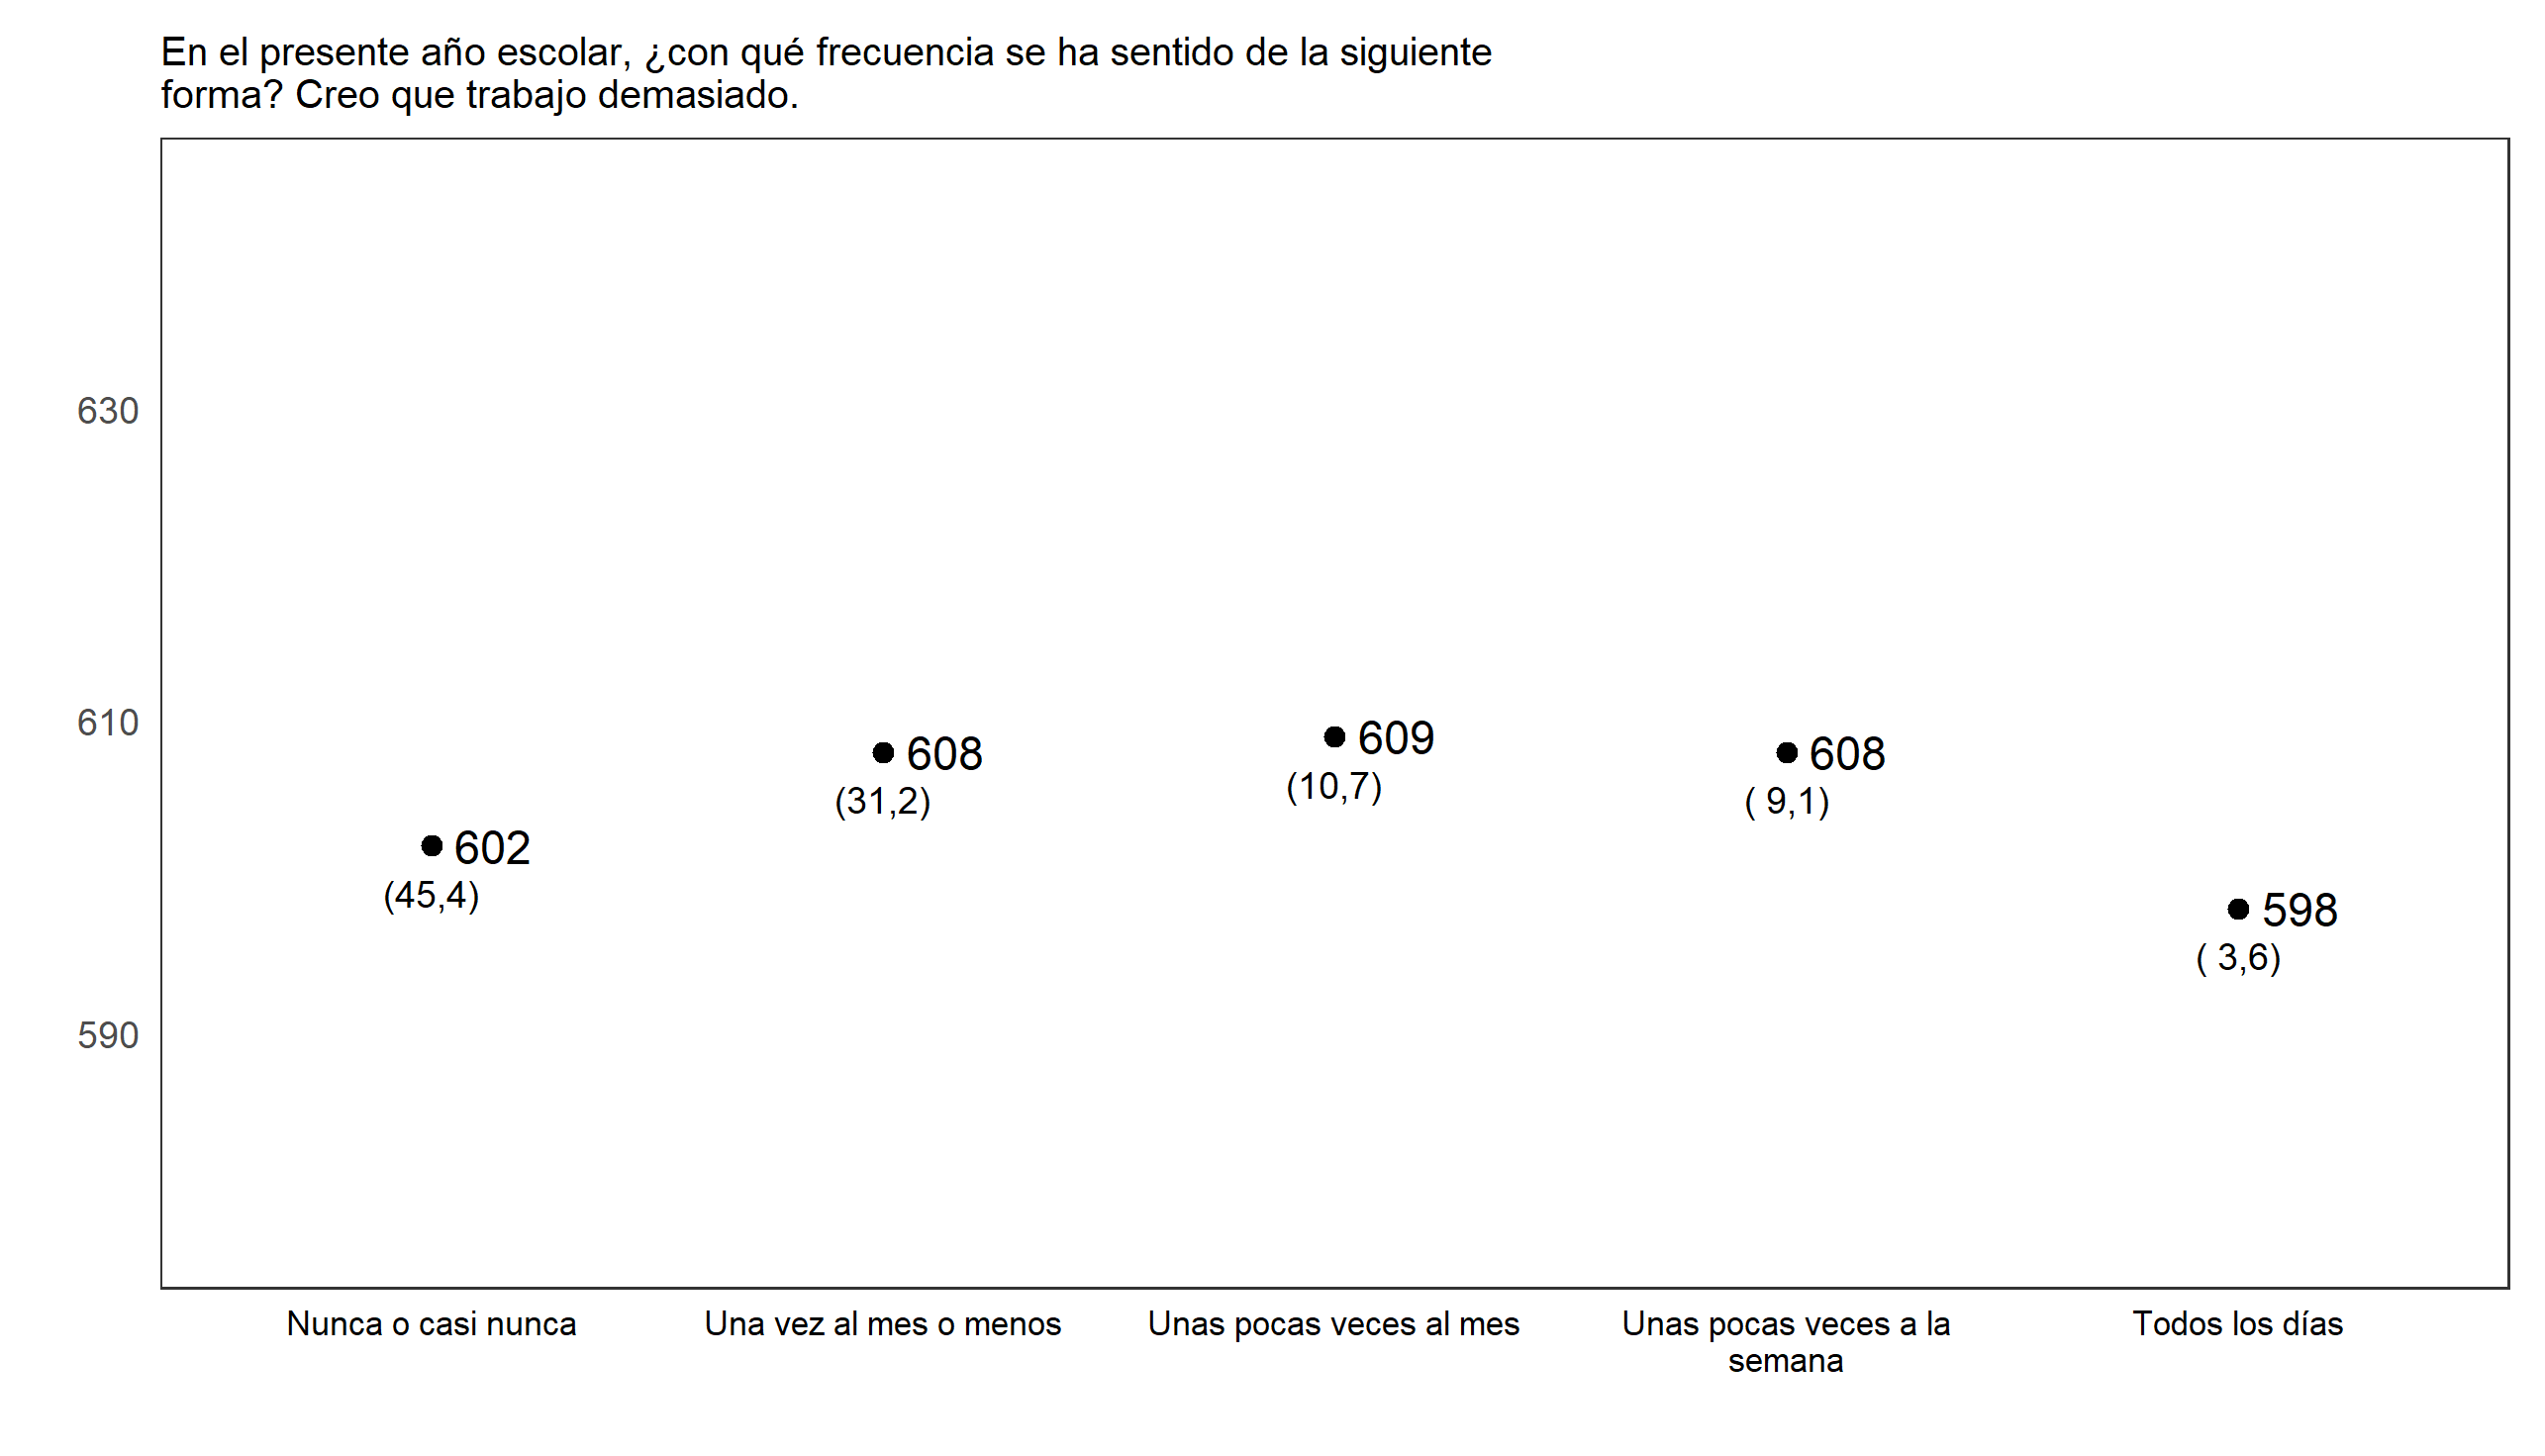 En el presente año escolar, ¿con qué frecuencia se ha sentido de la siguiente
forma? Creo que trabajo demasiado.
630
610
590
602
(45,4)
608
(31,2)
609
(10,7)
608
( 9,1)
598
( 3,6)
Nunca o casi nunca
Una vez al mes o menos
Unas pocas veces al mes
Unas pocas veces a la
semana
Todos los días